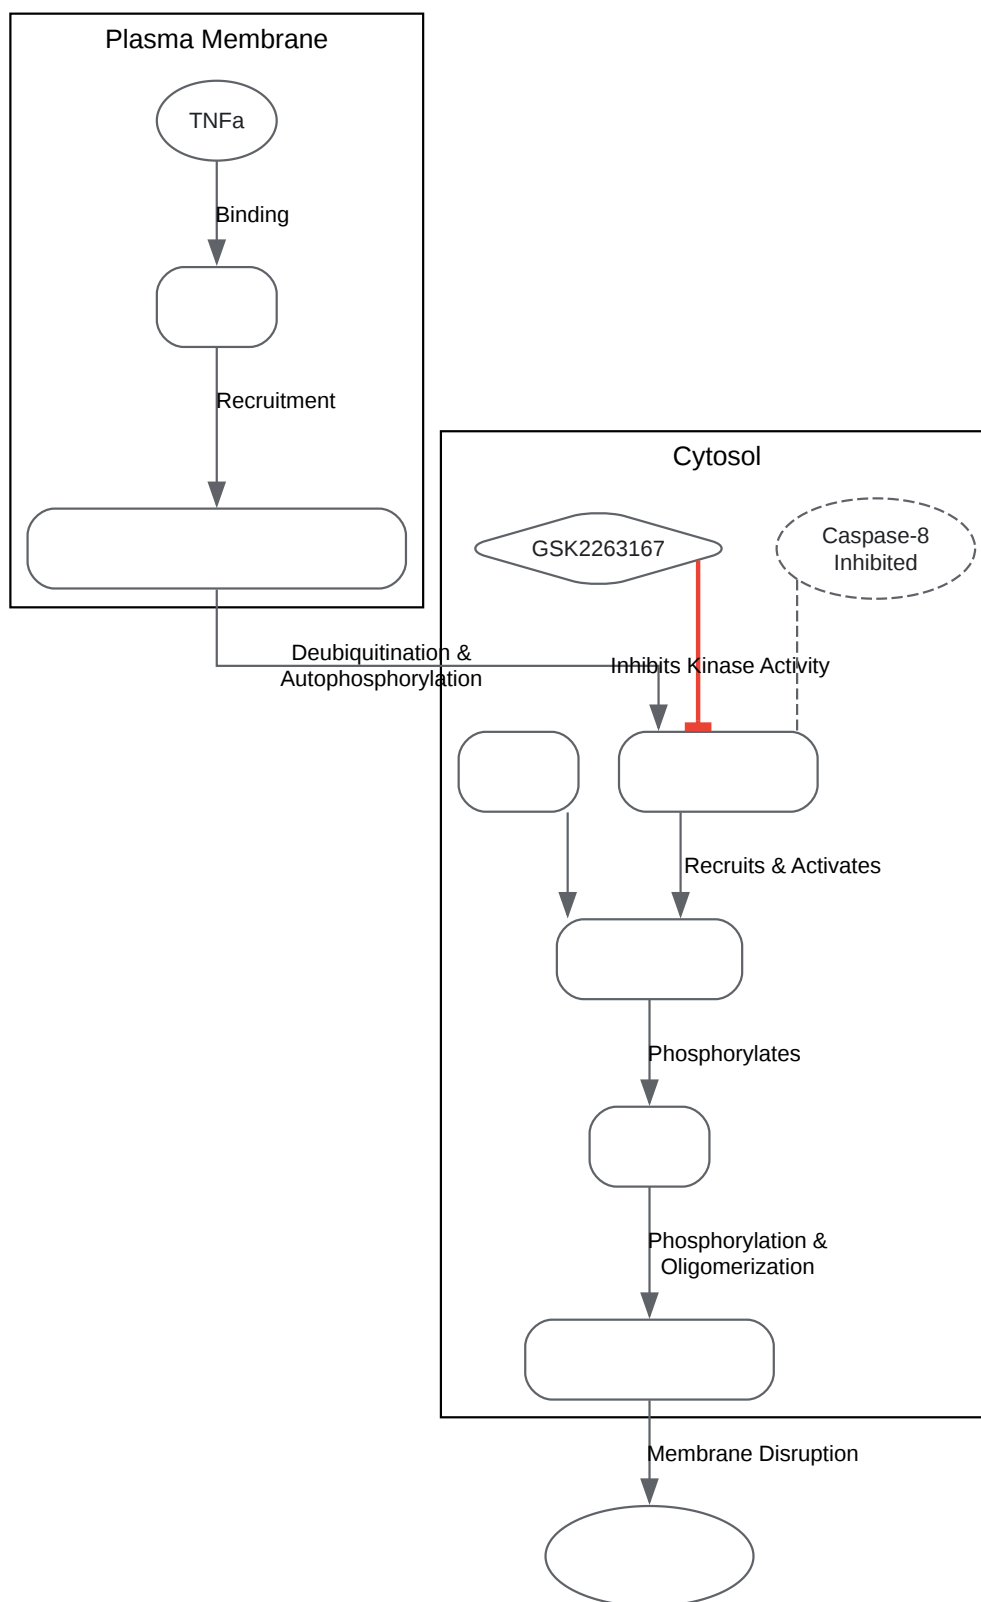 Plasma Membrane
TNFa
Binding
Recruitment
Cytosol
GSK2263167
Caspase-8
Inhibited
Deubiquitination &
Autophosphorylation
Inhibits Kinase Activity
Recruits & Activates
Phosphorylates
Phosphorylation &
Oligomerization
Membrane Disruption